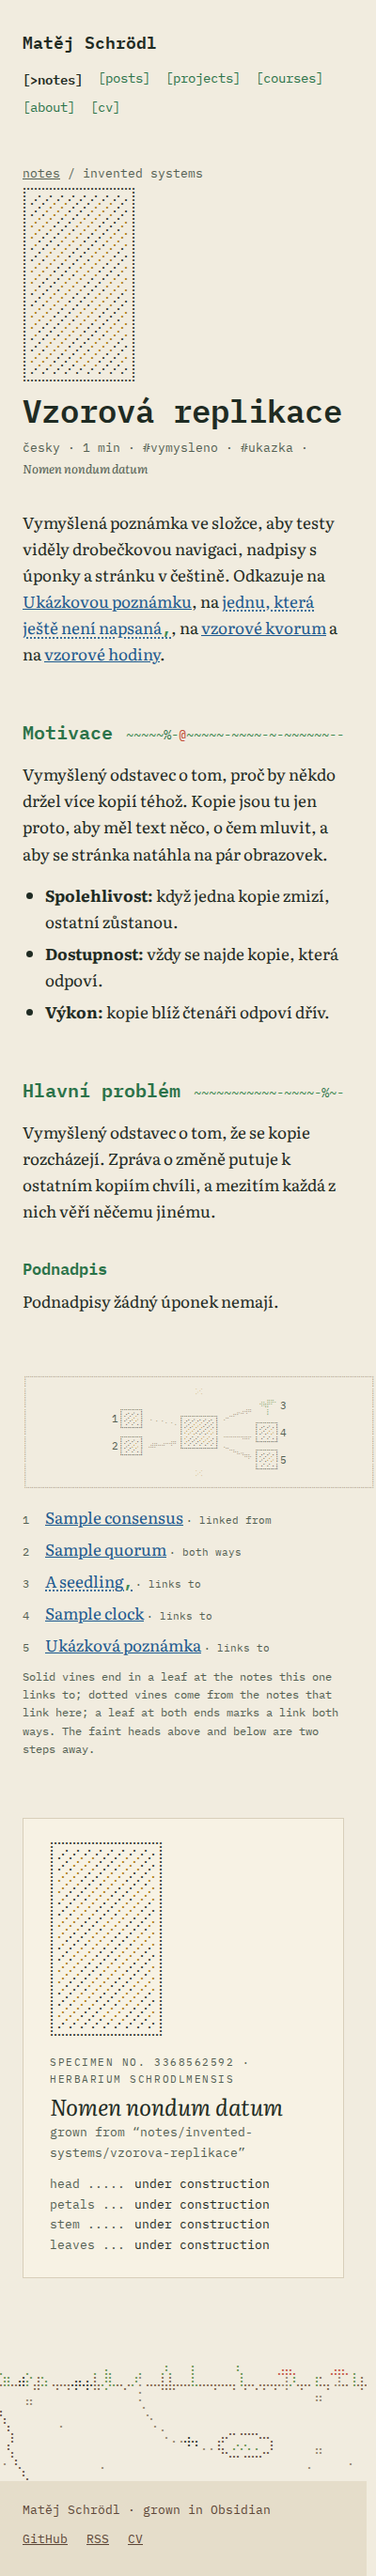 Matěj Schrödl
[>notes] [posts] [projects] [courses]
[about] [cv]
notes / invented systems
Vzorová replikace
česky · 1 min · #vymysleno · #ukazka ·
Nomen nondum datum
Vymyšlená poznámka ve složce, aby testy
viděly drobečkovou navigaci, nadpisy s
úponky a stránku v češtině. Odkazuje na
Ukázkovou poznámku, na jednu, která
ještě není napsaná , na vzorové kvorum a
na vzorové hodiny.
Motivace ~~~~~%-@~~~~~-~~~~-~-~~~~~~--
Vymyšlený odstavec o tom, proč by někdo
držel více kopií téhož. Kopie jsou tu jen
proto, aby měl text něco, o čem mluvit, a
aby se stránka natáhla na pár obrazovek.
• Spolehlivost: když jedna kopie zmizí,
ostatní zůstanou.
• Dostupnost: vždy se najde kopie, která
odpoví.
• Výkon: kopie blíž čtenáři odpoví dřív.
Hlavní problém ~~~~~~~~~~~-~~~~-%~-
Vymyšlený odstavec o tom, že se kopie
rozcházejí. Zpráva o změně putuje k
ostatním kopiím chvíli, a mezitím každá z
nich věří něčemu jinému.
Podnadpis
Podnadpisy žádný úponek nemají.
1
2
3
4
5
1 Sample consensus · linked from
2 Sample quorum · both ways
3 A seedling · links to
4 Sample clock · links to
5 Ukázková poznámka · links to
Solid vines end in a leaf at the notes this one
links to; dotted vines come from the notes that
link here; a leaf at both ends marks a link both
ways. The faint heads above and below are two
steps away.
SPECIMEN NO. 3368562592 ·
HERBARIUM SCHRODLMENSIS
Nomen nondum datum
grown from “notes/invented-
systems/vzorova-replikace”
head ..... under construction
petals ... under construction
stem ..... under construction
leaves ... under construction
Matěj Schrödl · grown in Obsidian
GitHub RSS CV